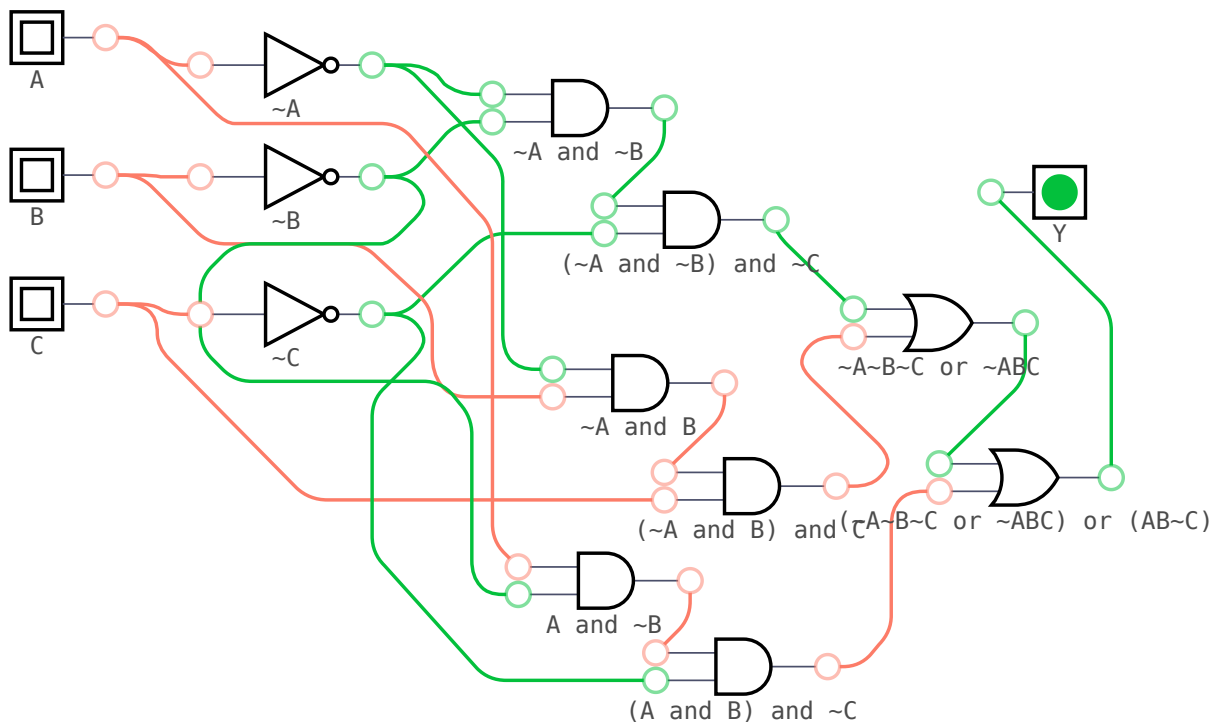 A
~A
~A and ~B
B
~B
Y
(~A and ~B) and ~C
C
~C
~A~B~C or ~ABC
~A and B
(~A and B) and C
(~A~B~C or ~ABC) or (AB~C)
A and ~B
(A and B) and ~C